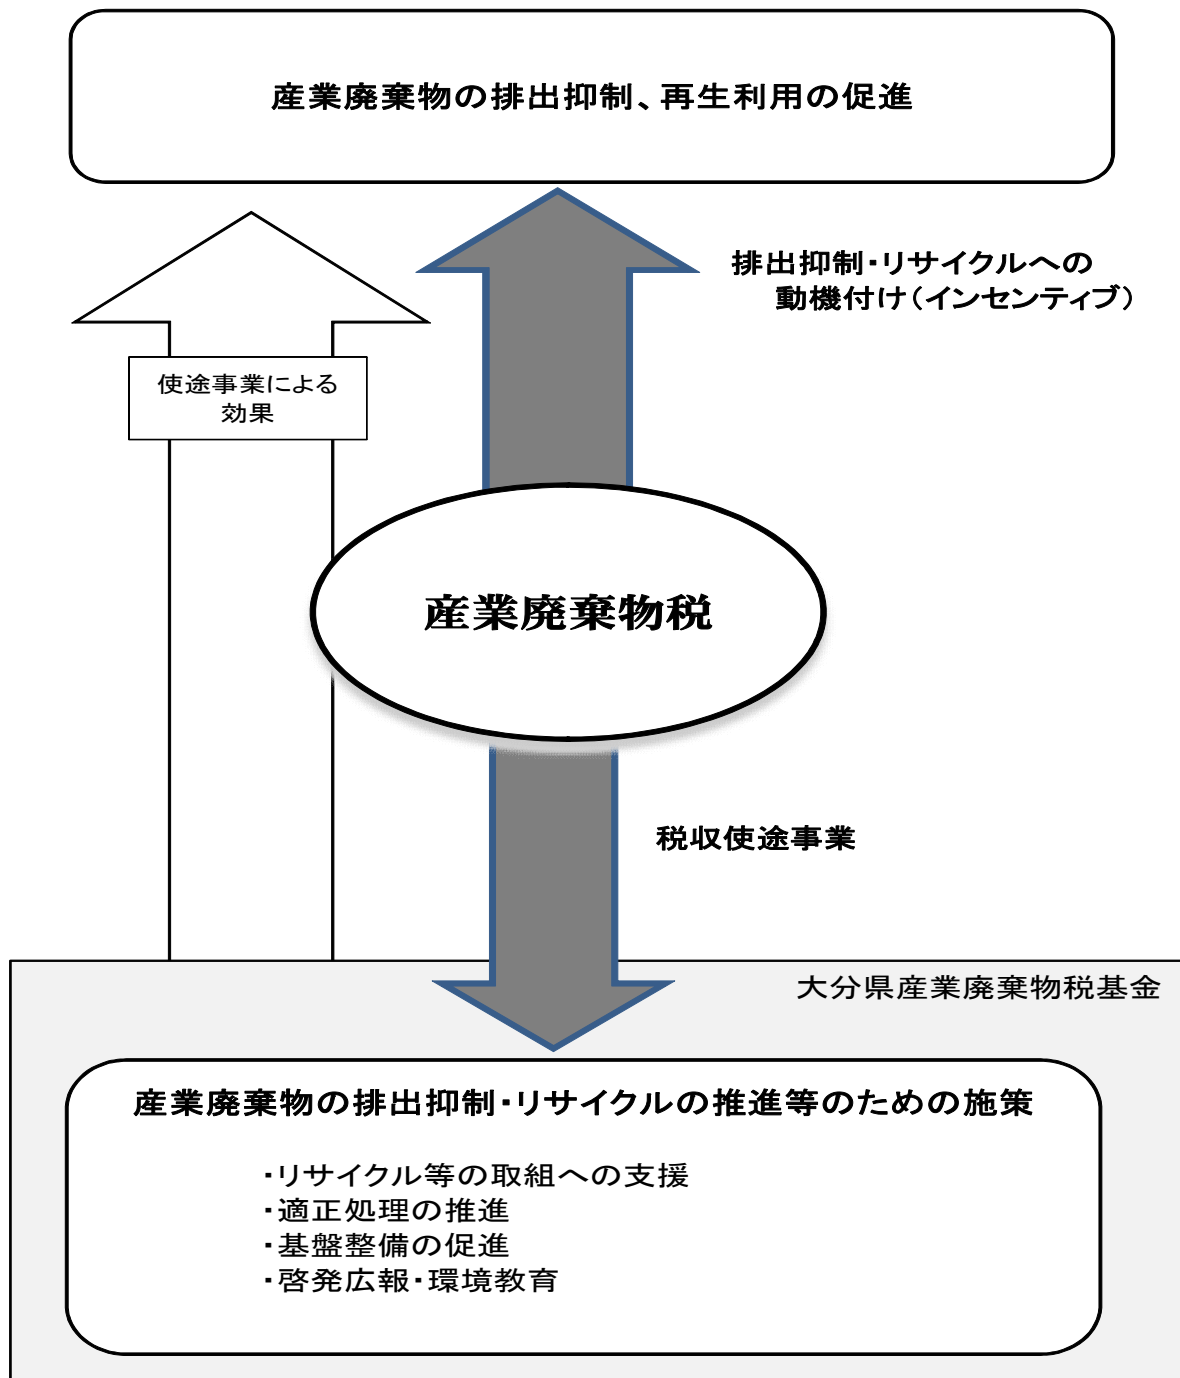 産業廃棄物の排出抑制、再生利用の促進
排出抑制・リサイクルへの
動機付け（インセンティブ）
使途事業による
効果
産業廃棄物税
税収使途事業
大分県産業廃棄物税基金
産業廃棄物の排出抑制・リサイクルの推進等のための施策
・リサイクル等の取組への支援
・適正処理の推進
・基盤整備の促進
・啓発広報・環境教育